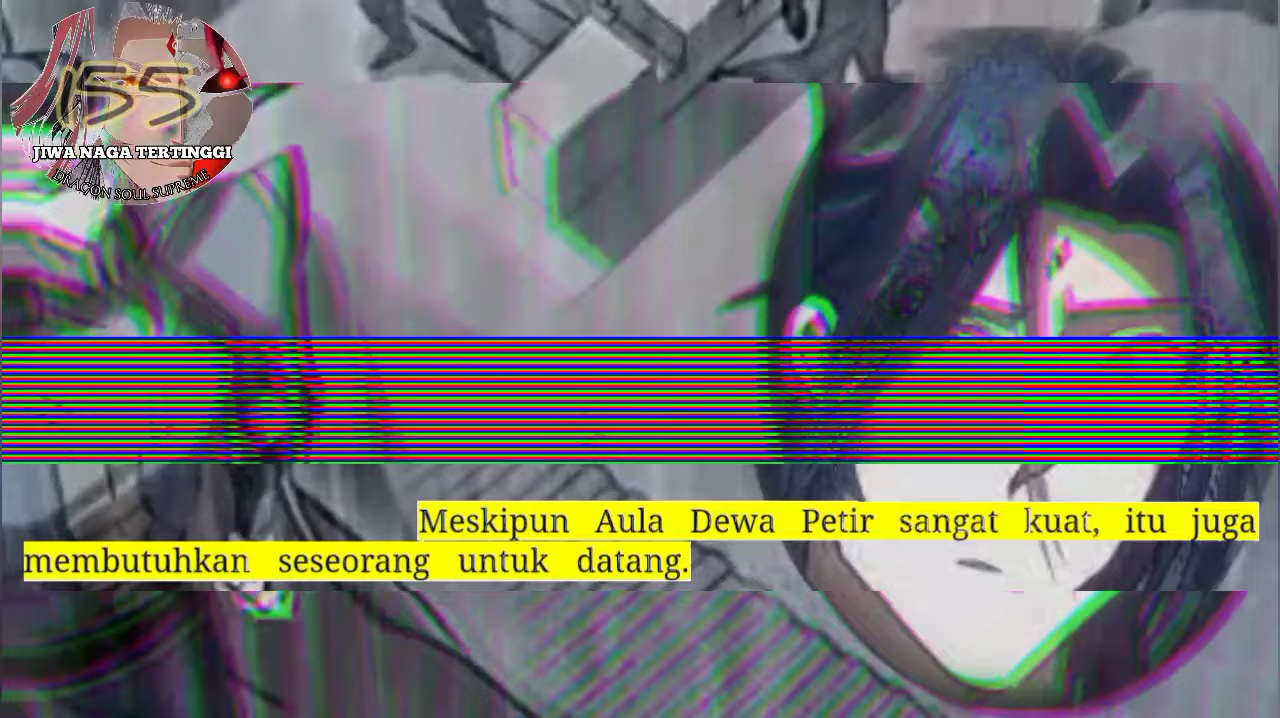 155
JIWA NAGA TERTINGGI
DRAGON SOUL SUPREME
Meskipun Aula Dewa Petir sangat kuat, itu juga
membutuhkan seseorang untuk datang.